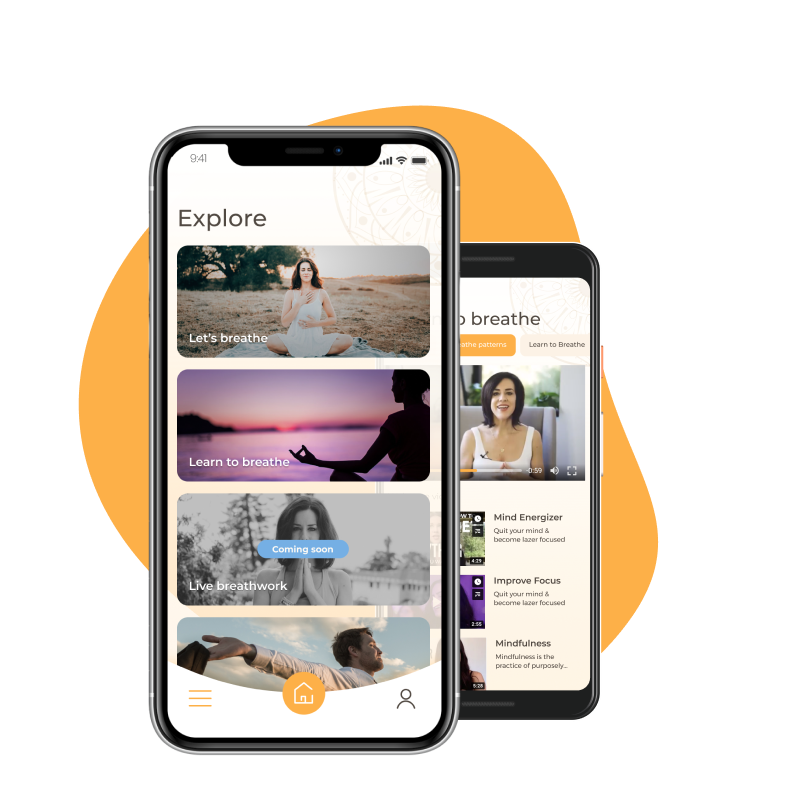 9:41
Explore
Let's breathe
Learn to breathe
Coming soon
Live breathwork
breathe
patterns
Learn to Breathe
0:59
Mind Energizer
Quit your mind &
become lazer focused
4:29
Improve Focus
Quit your mind &
become lazer focused
2:55
Mindfulness
Mindfulness is the
practice of purposely...
5:28